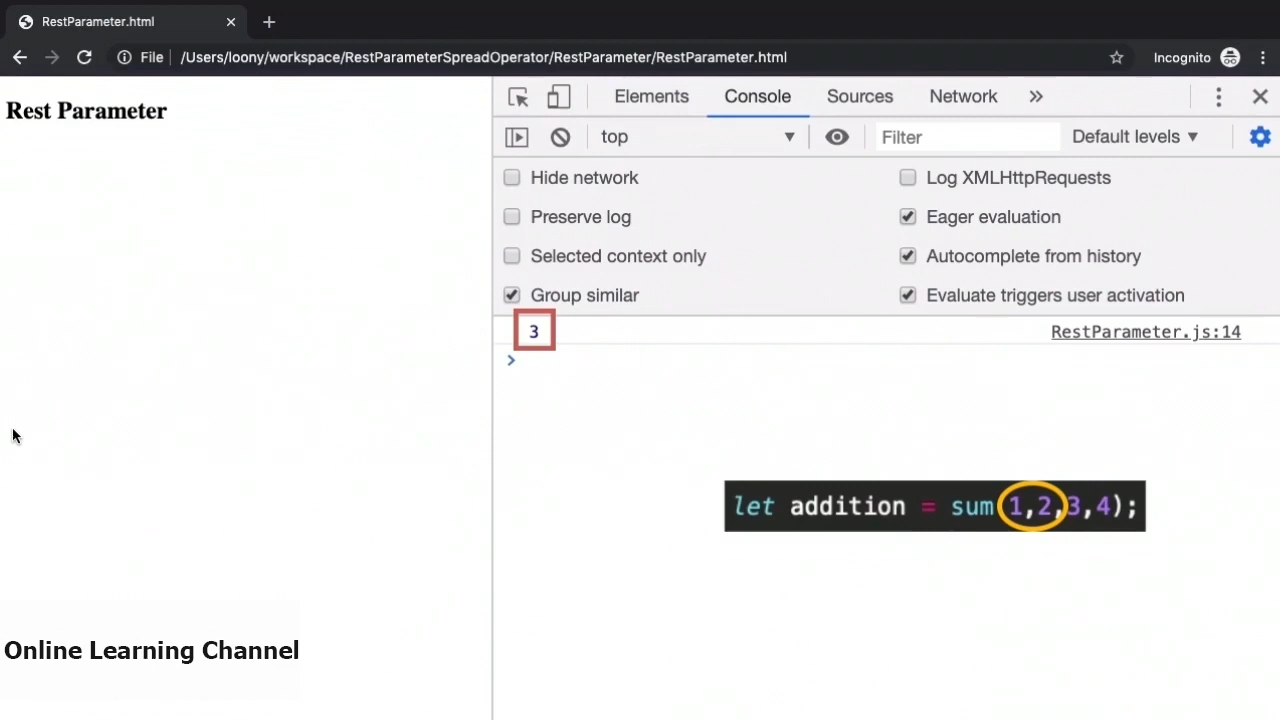 RestParameter.html
File /Users/loony/workspace/RestParameterSpreadOperator/RestParameter/RestParameter.html Incognito
Rest Parameter
Elements Console Sources Network
top Filter Default levels
Hide network Log XMLHttpRequests
Preserve log Eager evaluation
Selected context only Autocomplete from history
Group similar Evaluate triggers user activation
3 RestParameter.js:14
>
let addition = sum 1,2,3,4);
Online Learning Channel